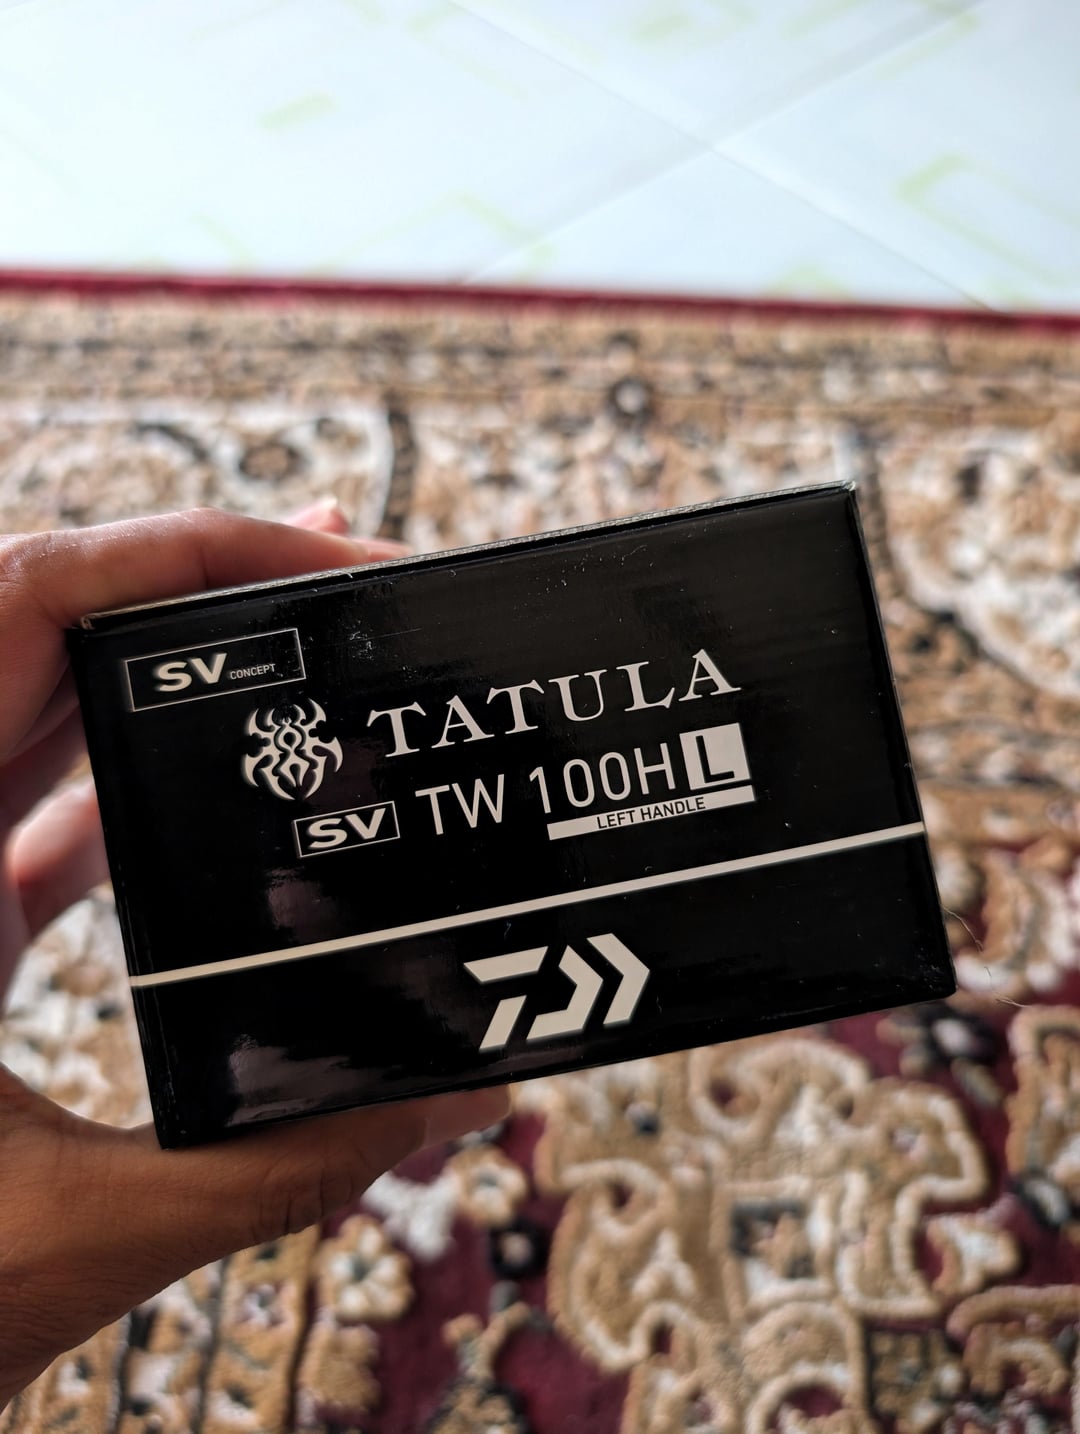 SV CONCEPT
TATULA
SV TW 100HL
LEFT HANDLE